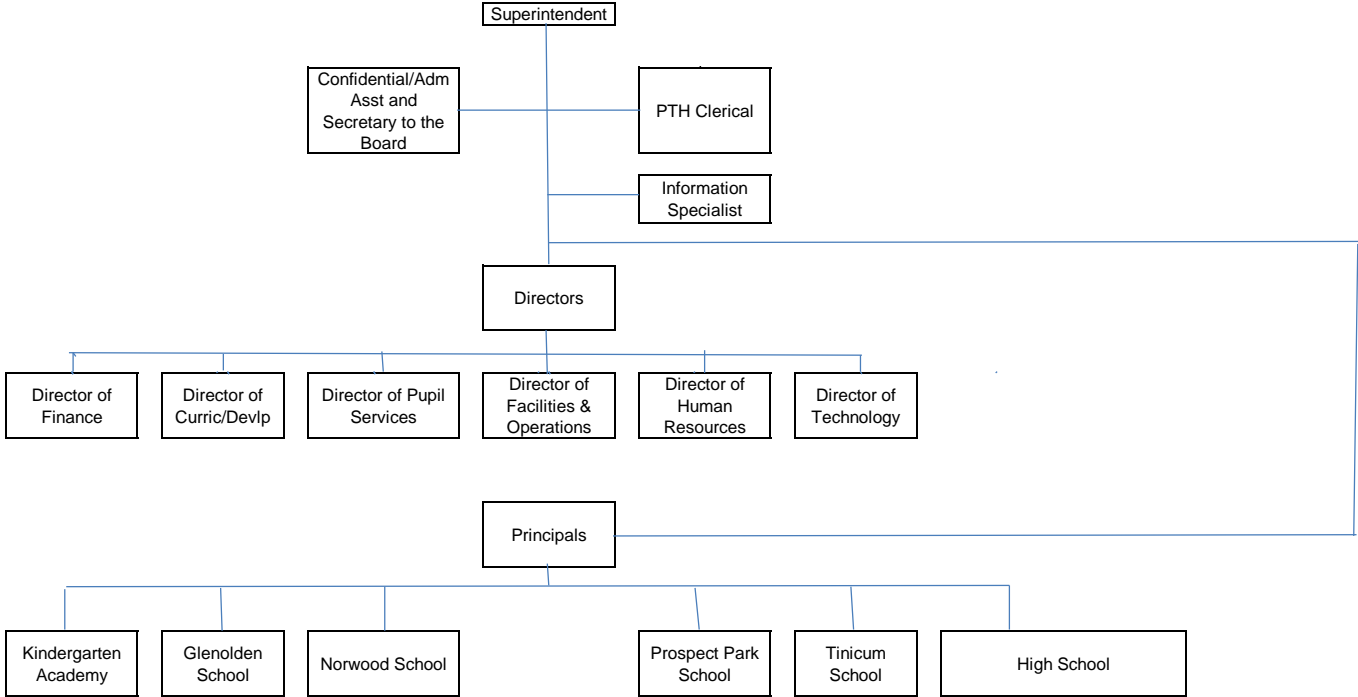 Superintendent
Confidential/Adm
Asst and
Secretary to the
Board
PTH Clerical
Information
Specialist
Directors
Director of
Finance
Director of
Curric/Devlp
Director of Pupil
Services
Director of
Facilities &
Operations
Director of
Human
Resources
Director of
Technology
Principals
Kindergarten
Academy
Glenolden
School
Norwood School
Prospect Park
School
Tinicum
School
High School